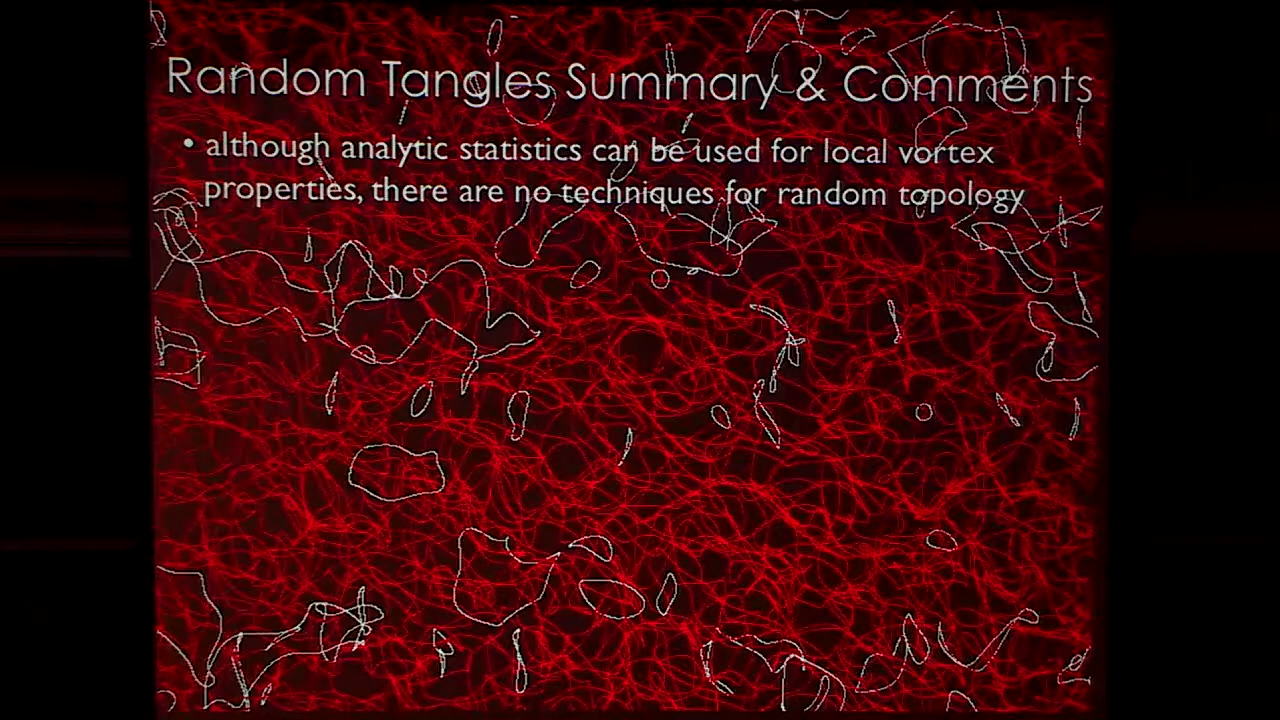 Random Tangles Summary & Comments
• although analytic statistics can be used for local vortex
properties, there are no techniques for random topology